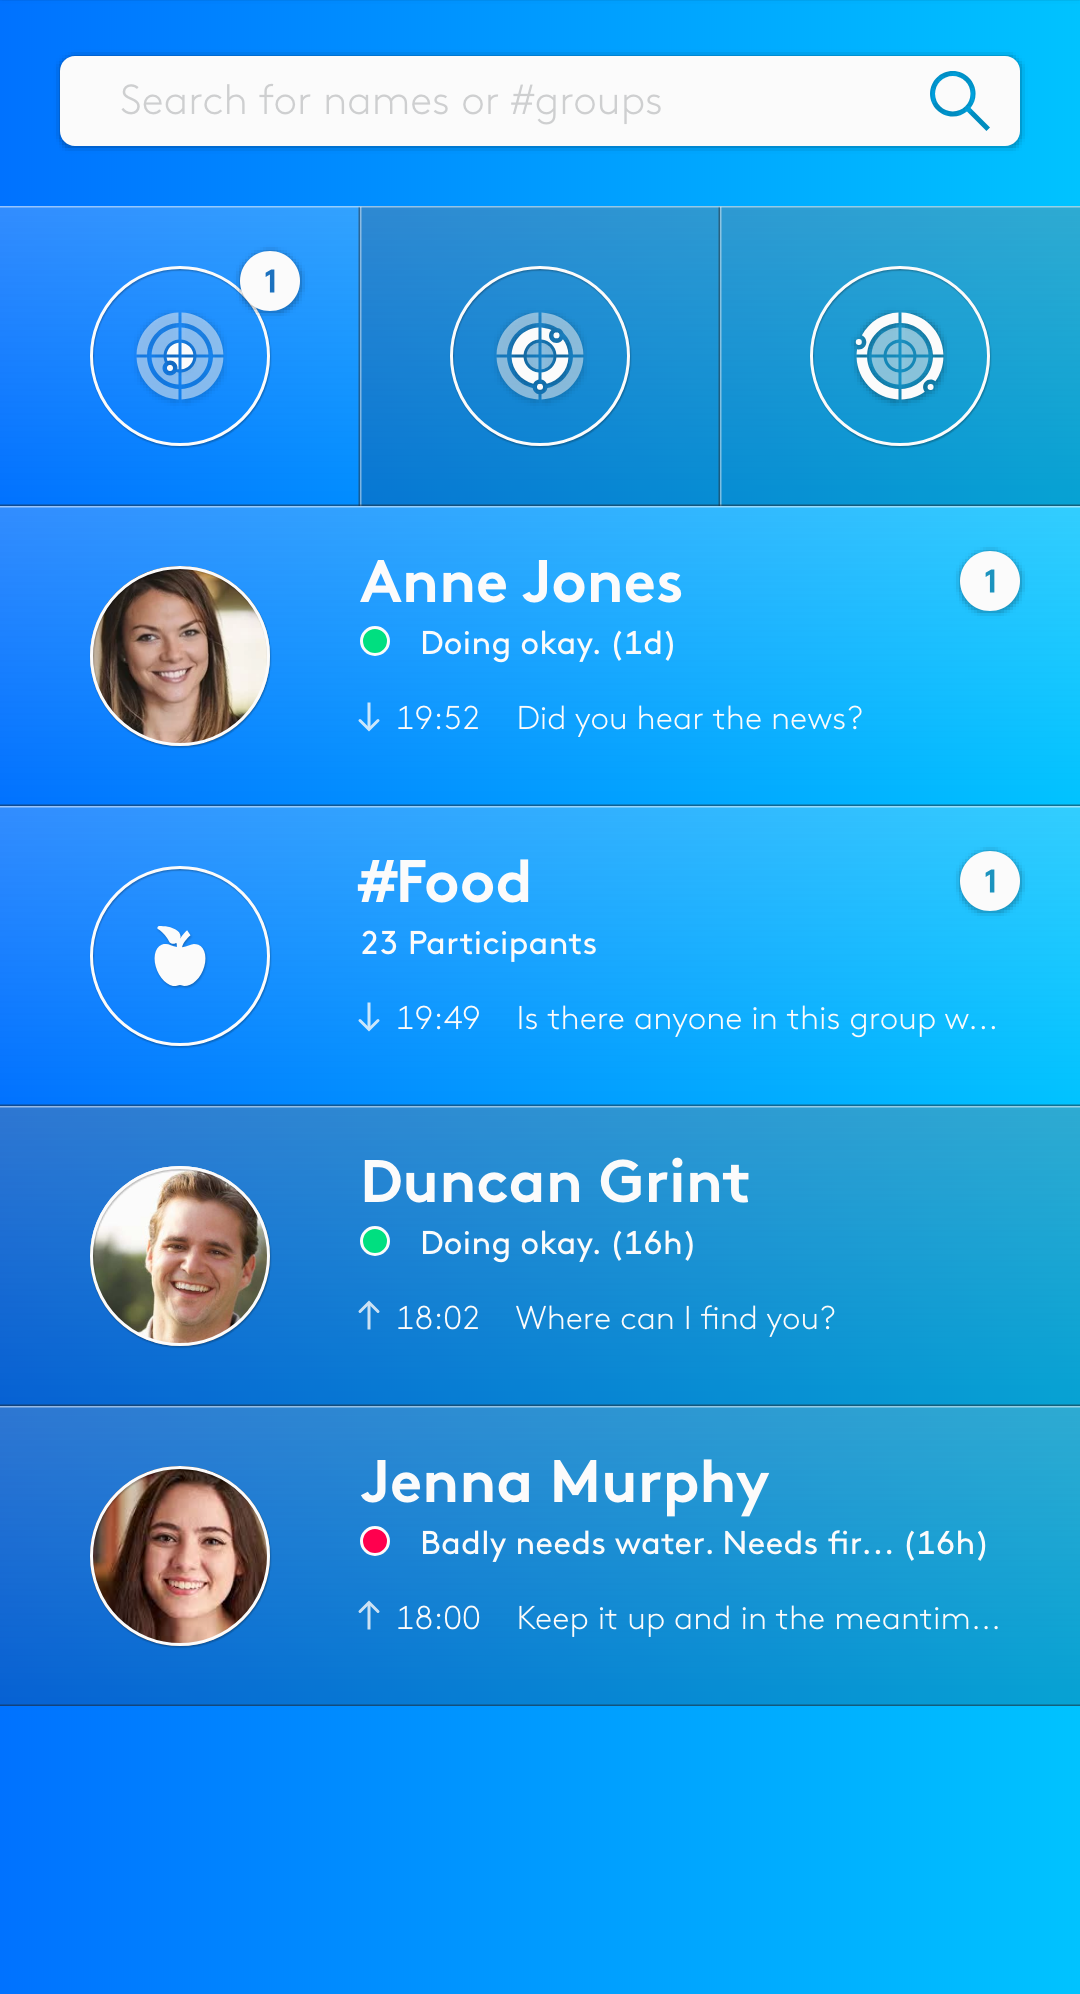 Search for names or #groups
1
Anne Jones
1
Doing okay. (1d)
19:52 Did you hear the news?
#Food
1
23 Participants
19:49 Is there anyone in this group w...
Duncan Grint
Doing okay. (16h)
18:02 Where can I find you?
Jenna Murphy
Badly needs water. Needs fir... (16h)
18:00 Keep it up and in the meantim...